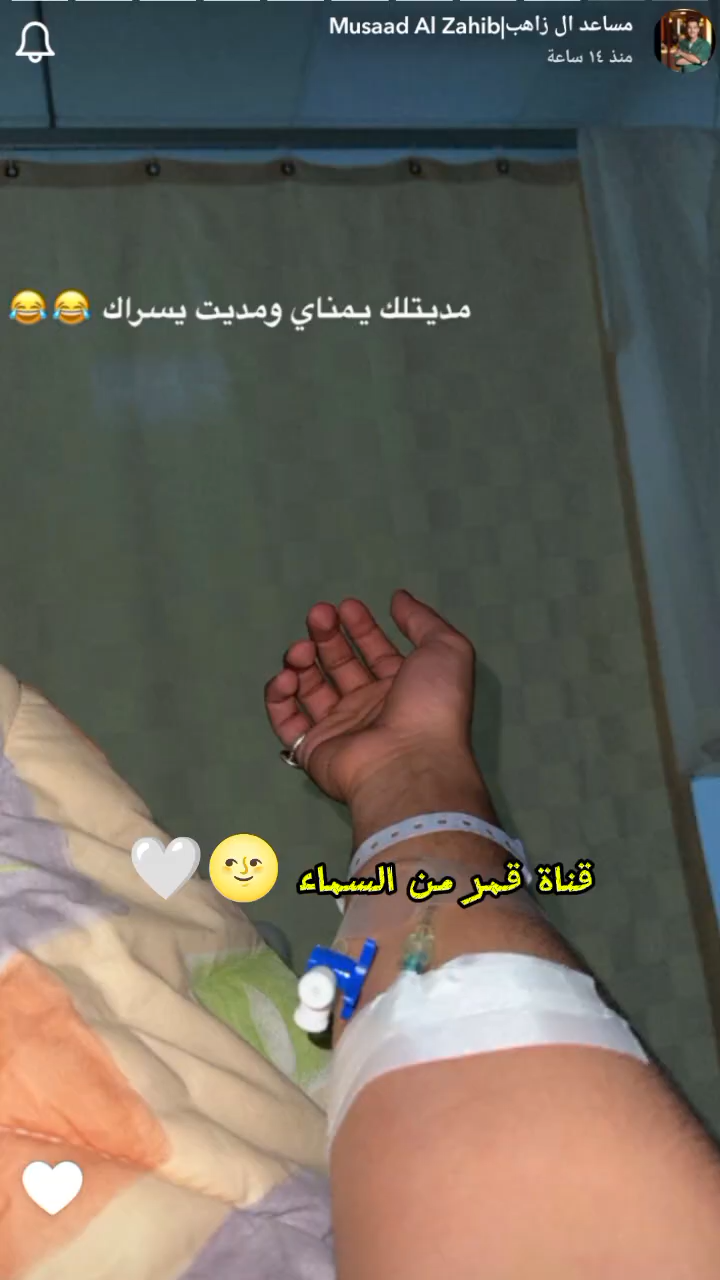 مساعد ال زاهب|Musaad Al Zahib
منذ ١٤ ساعة
مديتلك يمناي ومديت يسراك 😂😂
قناة قمر من السماء 🌝🤍